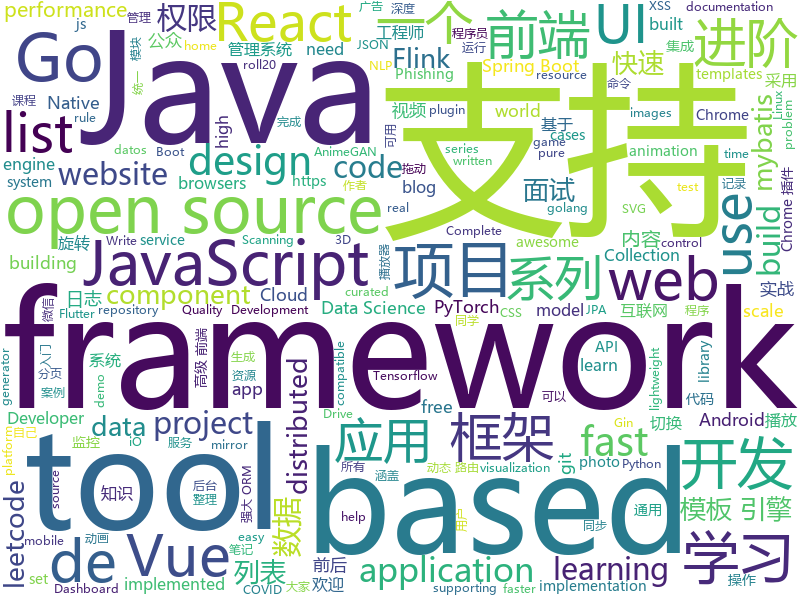 performance 权限 React 一个 前端 UI 广告 深度 XSS documentation
js 公众 工程师 程序员 built 进阶
管理 home 管理系统 need JSON 运行 集成
Go 模块 roll20 Flink NLP Spring Boot 快速 采用
统一 Java 支持 Phishing resource 命令 templates
list 课程 Native 视频 plugin images Chrome
rule high design world 基于 cases mybatis Linux
engine datos Boot 完成 code 可用 AnimeGAN series written pure game animation problem
system website browsers 作者 拖动 time
service https blog 面试 golang use build 记录 Chrome 插件
open source real SVG test
旋转 Write Scanning 3D Complete awesome control 内容
building JavaScript 播放器 项目 系列 web Collection 实战
日志 component Cloud curated 互联网 scale
微信 Flutter repository Quality Development Data Science PyTorch CSS model JPA API
framework
leetcode Developer 入门 分页 generator 案例 demo 系统 生成 资源 高级 前端 app distributed 同学 Tensorflow 可以 learn library lightweight 代码 程序
data iO free compatible Drive 框架 Gin Android 切换 播放
platform 自己 监控 服务 project mirror 应用 fast git photo 所有 涵盖 Python 开发
tool based
source 知识 后台 整理 强大 ORM 动态 路由 visualization 模板 引擎
de Vue 数据 help 同步 通用
mobile 动画 easy 大家 application learning 学习
Dashboard set 笔记 COVID 列表 前后 欢迎 supporting faster implementation 操作
implemented